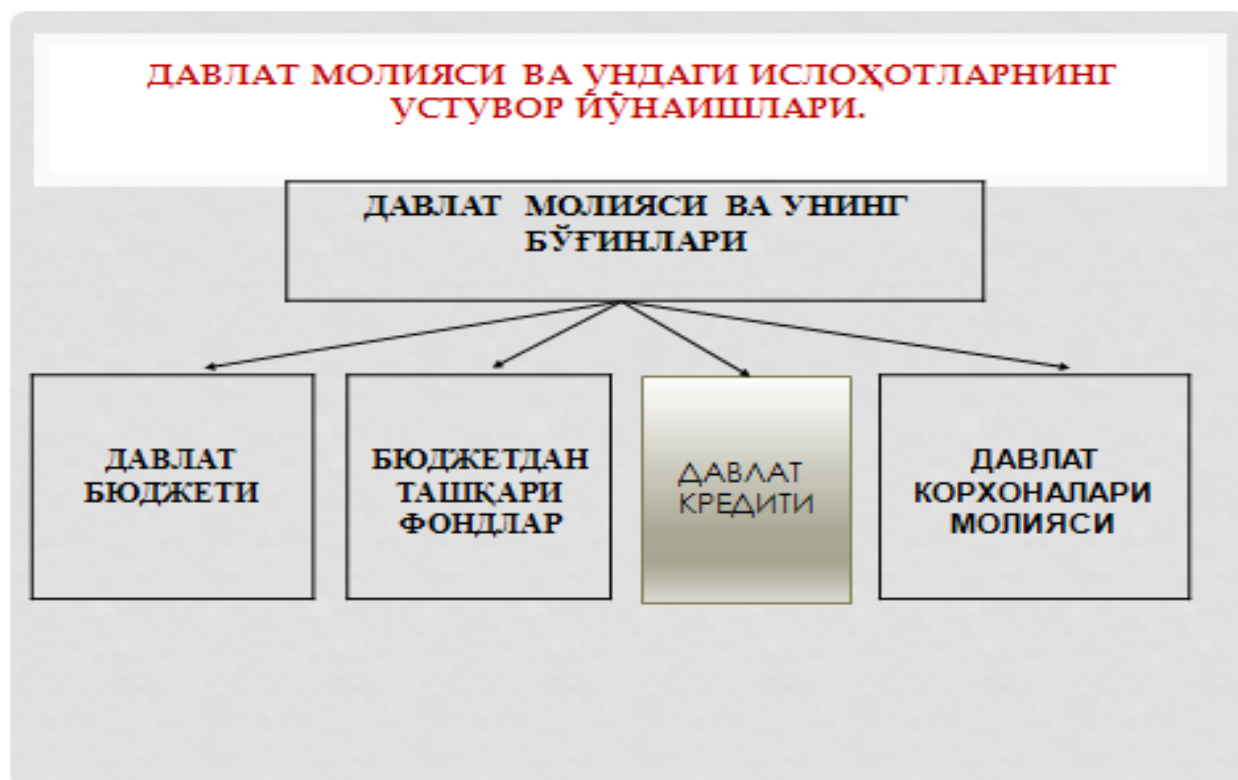 ДАВЛАТ МОЛИЯСИ ВА УНДАГИ ИСЛОҲОТЛАРНИНГ
УСТУВОР ЙЎНАИШЛАРИ.
ДАВЛАТ МОЛИЯСИ ВА УНИНГ
БЎҒИНЛАРИ
ДАВЛАТ
БЮДЖЕТИ
БЮДЖЕТДАН
ТАШҚАРИ
ФОНДЛАР
ДАВЛАТ
КРЕДИТИ
ДАВЛАТ
КОРХОНАЛАРИ
МОЛИЯСИ